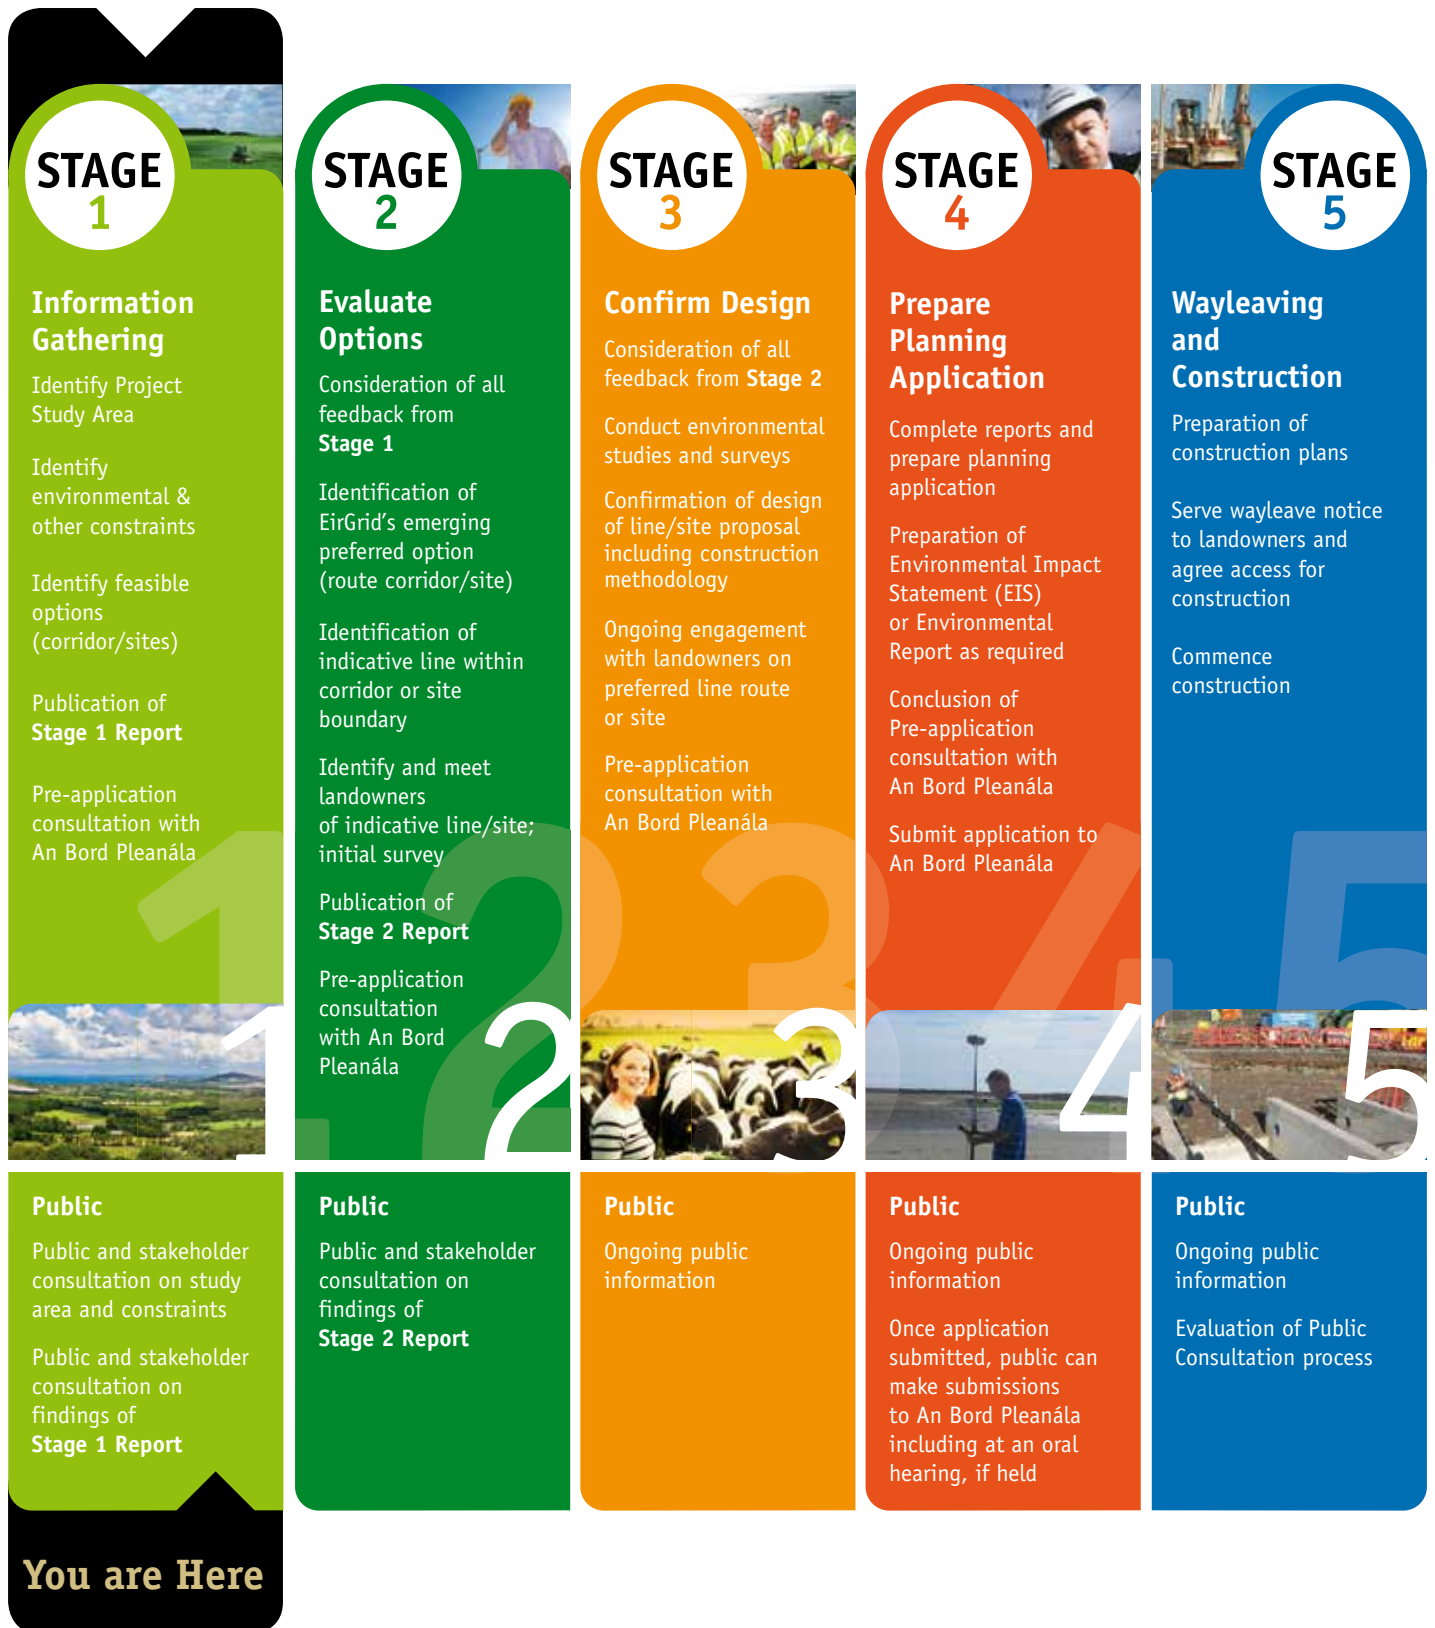 STAGE
1
Information
Gathering
Identify Project
Study Area
Identify
environmental &
other constraints
Identify feasible
options
(corridor/sites)
Publication of
Stage 1 Report
Pre-application
consultation with
An Bord Pleanála
1
1
Public
Public and stakeholder
consultation on study
area and constraints
Public and stakeholder
consultation on
findings of
Stage 1 Report
You are Here
STAGE
2
Evaluate
Options
Consideration of all
feedback from
Stage 1
Identification of
EirGrid's emerging
preferred option
(route corridor/site)
Identification of
indicative line within
corridor or site
boundary
Identify and meet
landowners
of indicative line/site;
initial survey
Publication of
Stage 2 Report
Pre-application
consultation
with An Bord
Pleanála
2
2
Public
Public and stakeholder
consultation on
findings of
Stage 2 Report
STAGE
3
Confirm Design
Consideration of all
feedback from Stage 2
Conduct environmental
studies and surveys
Confirmation of design
of line/site proposal
including construction
methodology
Ongoing engagement
with landowners on
preferred line route
or site
Pre-application
consultation with
An Bord Pleanála
3
3
Public
Ongoing public
information
STAGE
4
Prepare
Planning
Application
Complete reports and
prepare planning
application
Preparation of
Environmental Impact
Statement (EIS)
or Environmental
Report as required
Conclusion of
Pre-application
consultation with
An Bord Pleanála
Submit application to
An Bord Pleanála
4
4
Public
Ongoing public
information
Once application
submitted, public can
make submissions
to An Bord Pleanála
including at an oral
hearing, if held
STAGE
5
Wayleaving
and
Construction
Preparation of
construction plans
Serve wayleave notice
to landowners and
agree access for
construction
Commence
construction
5
5
Public
Ongoing public
information
Evaluation of Public
Consultation process